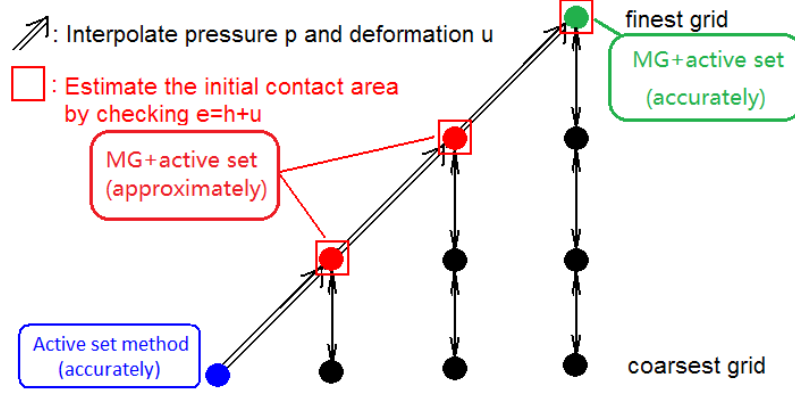 : Interpolate pressure p and deformation u
finest grid
: Estimate the initial contact area
by checking e=h+u
MG+active set
(accurately)
MG+active set
(approximately)
Active set method
(accurately)
coarsest grid